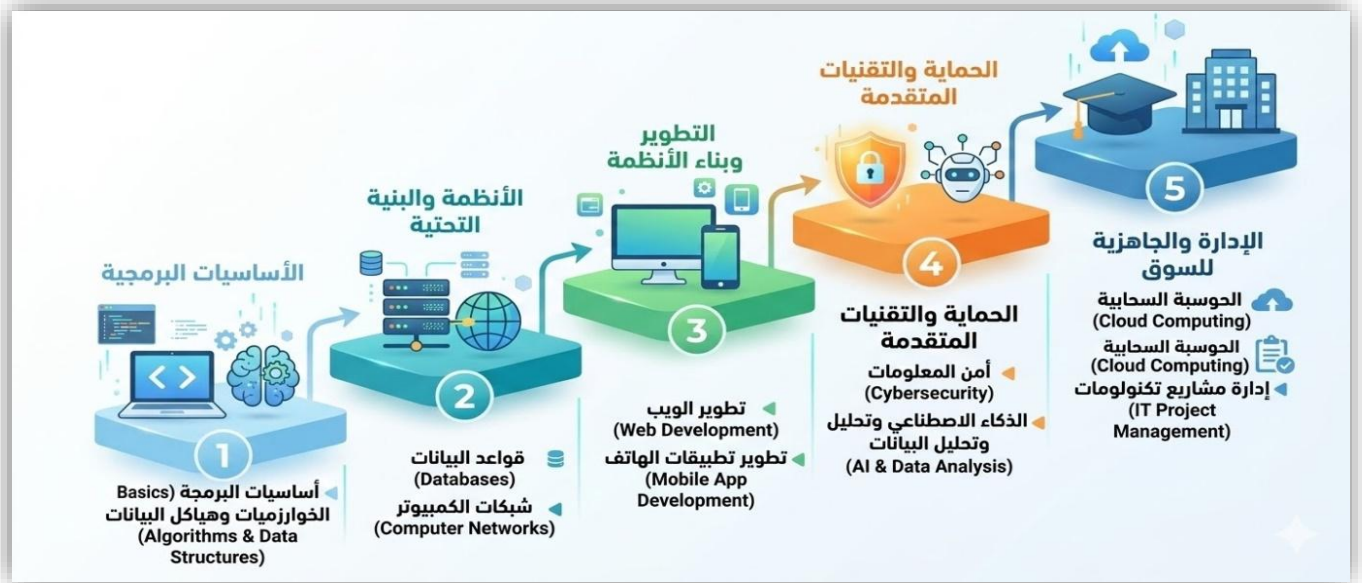 الأساسيات البرمجية
1
أساسيات البرمجة (Basics
الخوارزميات وهياكل البيانات
(Algorithms & Data
Structures)
الأنظمة والبنية
التحتية
2
قواعد البيانات
(Databases)
شبكات الكمبيوتر
(Computer Networks)
التطوير
وبناء الأنظمة
3
تطوير الويب
(Web Development)
تطوير تطبيقات الهاتف
(Mobile App
Development)
الحماية والتقنيات
المتقدمة
4
الحماية والتقنيات
المتقدمة
أمن المعلومات
(Cybersecurity)
الذكاء الاصطناعي وتحليل
وتحليل البيانات
(AI & Data Analysis)
5
الإدارة والجاهزية
للسوق
الحوسبة السحابية
(Cloud Computing)
الحوسبة السحابية
(Cloud Computing)
إدارة مشاريع تكنولومات
(IT Project
Management)